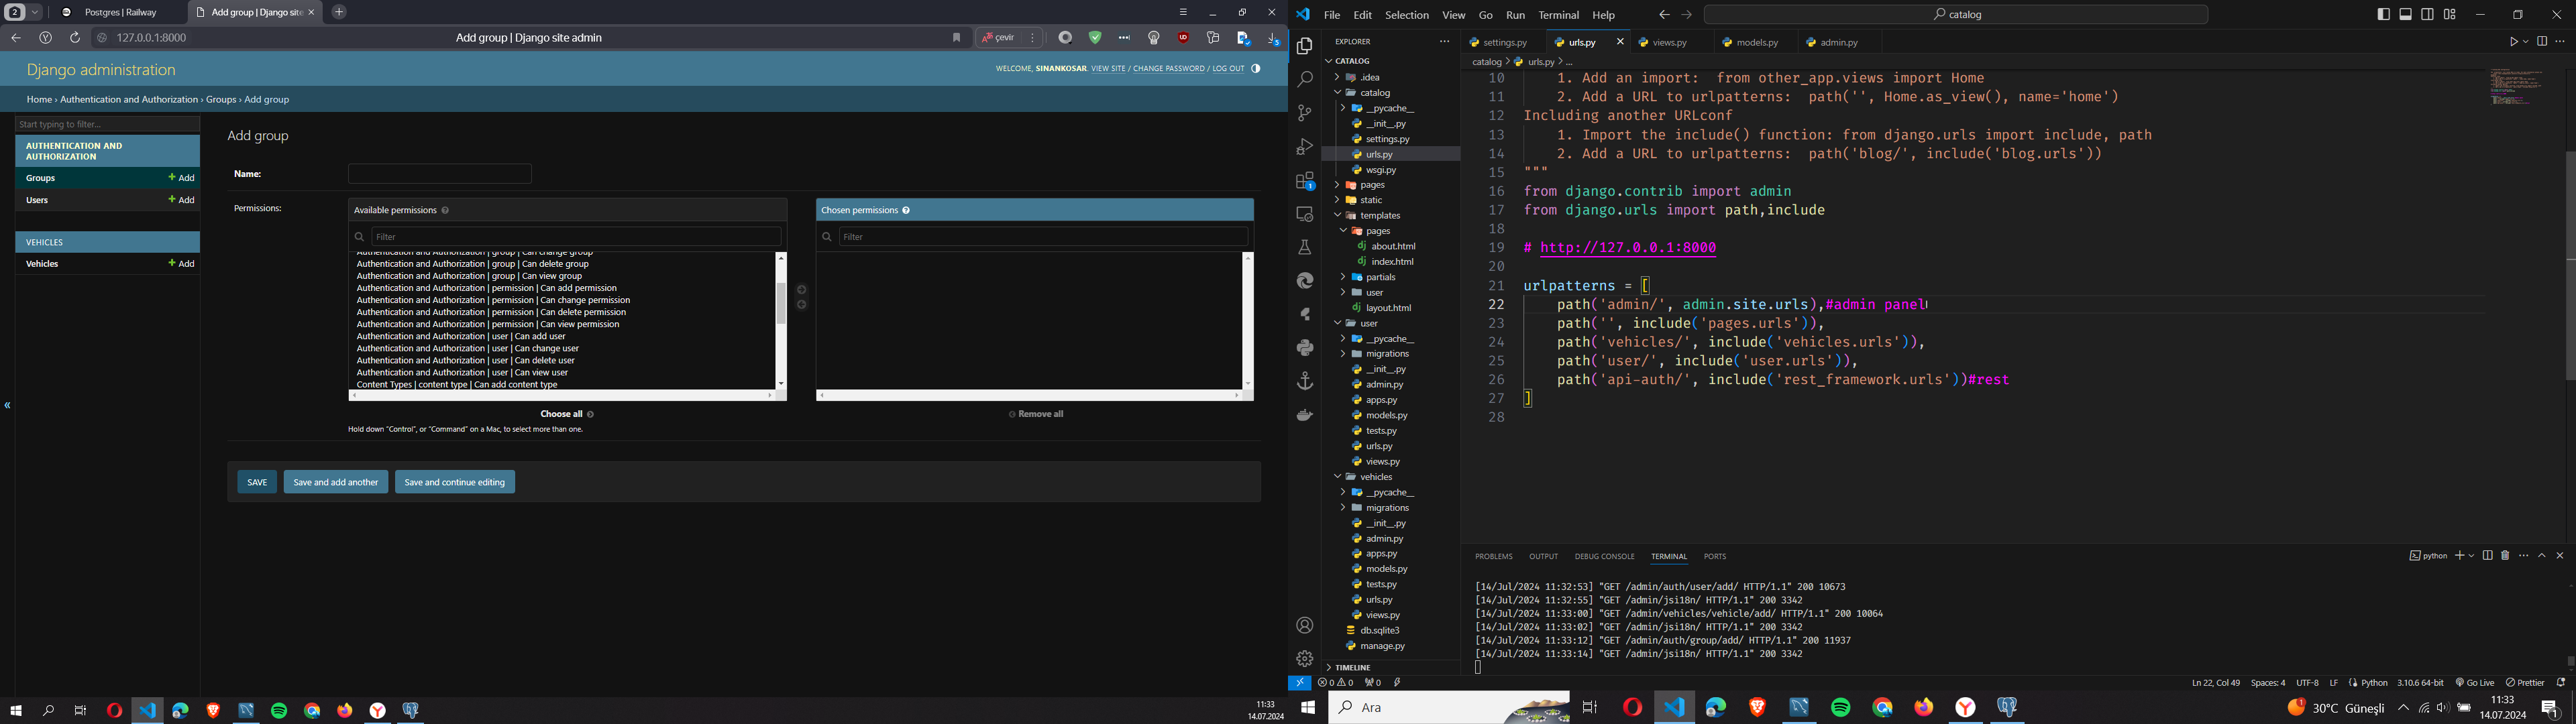 2
Postgres | Railway
Add group | Django site
127.0.0.1:8000
Add group | Django site admin
çevir
Django administration
WELCOME, SINANKOSAR. VIEW SITE / CHANGE PASSWORD / LOG OUT
Home › Authentication and Authorization › Groups › Add group
Start typing to filter...
AUTHENTICATION AND
AUTHORIZATION
Groups
+ Add
Users
+ Add
VEHICLES
Vehicles
+ Add
«
Add group
Name:
Permissions:
Available permissions
Filter
Authentication and Authorization | group | Can change group
Authentication and Authorization | group | Can delete group
Authentication and Authorization | group | Can view group
Authentication and Authorization | permission | Can add permission
Authentication and Authorization | permission | Can change permission
Authentication and Authorization | permission | Can delete permission
Authentication and Authorization | permission | Can view permission
Authentication and Authorization | user | Can add user
Authentication and Authorization | user | Can change user
Authentication and Authorization | user | Can delete user
Authentication and Authorization | user | Can view user
Content Types | content type | Can add content type
Choose all
Hold down “Control”, or “Command” on a Mac, to select more than one.
Chosen permissions
Filter
Remove all
SAVE
Save and add another
Save and continue editing
11:33
14.07.2024
File Edit Selection View Go Run Terminal Help
catalog
EXPLORER
CATALOG
.idea
catalog
__pycache__
__init__.py
settings.py
urls.py
wsgi.py
pages
static
templates
pages
about.html
index.html
partials
user
layout.html
user
__pycache__
migrations
__init__.py
admin.py
apps.py
models.py
tests.py
urls.py
views.py
vehicles
__pycache__
migrations
__init__.py
admin.py
apps.py
models.py
tests.py
urls.py
views.py
db.sqlite3
manage.py
TIMELINE
settings.py
urls.py
views.py
models.py
admin.py
catalog > urls.py > ...
10 1. Add an import:  from other_app.views import Home
11 2. Add a URL to urlpatterns:  path('', Home.as_view(), name='home')
12 Including another URLconf
13 1. Import the include() function: from django.urls import include, path
14 2. Add a URL to urlpatterns:  path('blog/', include('blog.urls'))
15 """
16 from django.contrib import admin
17 from django.urls import path,include
18
19 # http://127.0.0.1:8000
20
21 urlpatterns = [
22 path('admin/', admin.site.urls),#admin panel
23 path('', include('pages.urls')),
24 path('vehicles/', include('vehicles.urls')),
25 path('user/', include('user.urls')),
26 path('api-auth/', include('rest_framework.urls'))#rest
27 ]
28
PROBLEMS OUTPUT DEBUG CONSOLE TERMINAL PORTS
python
[14/Jul/2024 11:32:53] "GET /admin/auth/user/add/ HTTP/1.1" 200 10673
[14/Jul/2024 11:32:55] "GET /admin/jsi18n/ HTTP/1.1" 200 3342
[14/Jul/2024 11:33:00] "GET /admin/vehicles/vehicle/add/ HTTP/1.1" 200 10064
[14/Jul/2024 11:33:02] "GET /admin/jsi18n/ HTTP/1.1" 200 3342
[14/Jul/2024 11:33:12] "GET /admin/auth/group/add/ HTTP/1.1" 200 11937
[14/Jul/2024 11:33:14] "GET /admin/jsi18n/ HTTP/1.1" 200 3342
0 0 0
Ln 22, Col 49 Spaces: 4 UTF-8 LF Python 3.10.6 64-bit Go Live Prettier
Ara
30°C Güneşli
11:33
14.07.2024